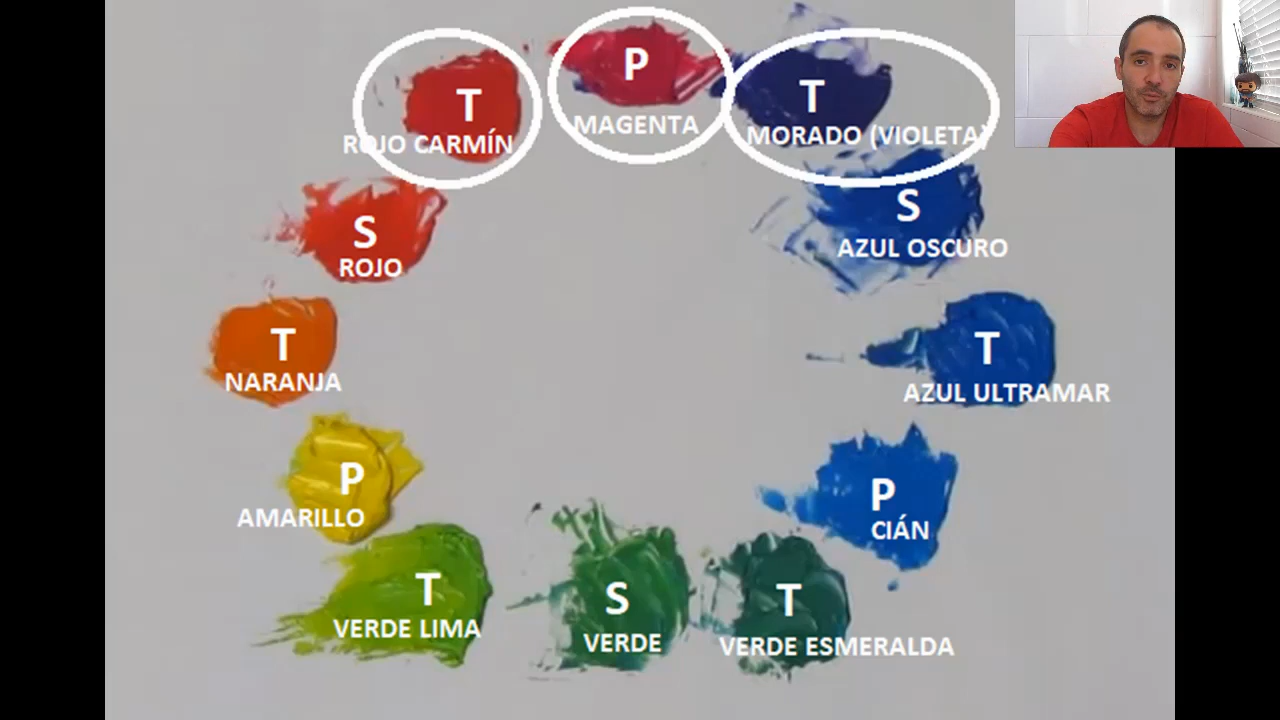 P
MAGENTA
T
ROJO CARMÍN
T
MORADO (VIOLETA)
S
ROJO
S
AZUL OSCURO
T
NARANJA
T
AZUL ULTRAMAR
P
AMARILLO
P
CIÁN
T
VERDE LIMA
S
VERDE
T
VERDE ESMERALDA